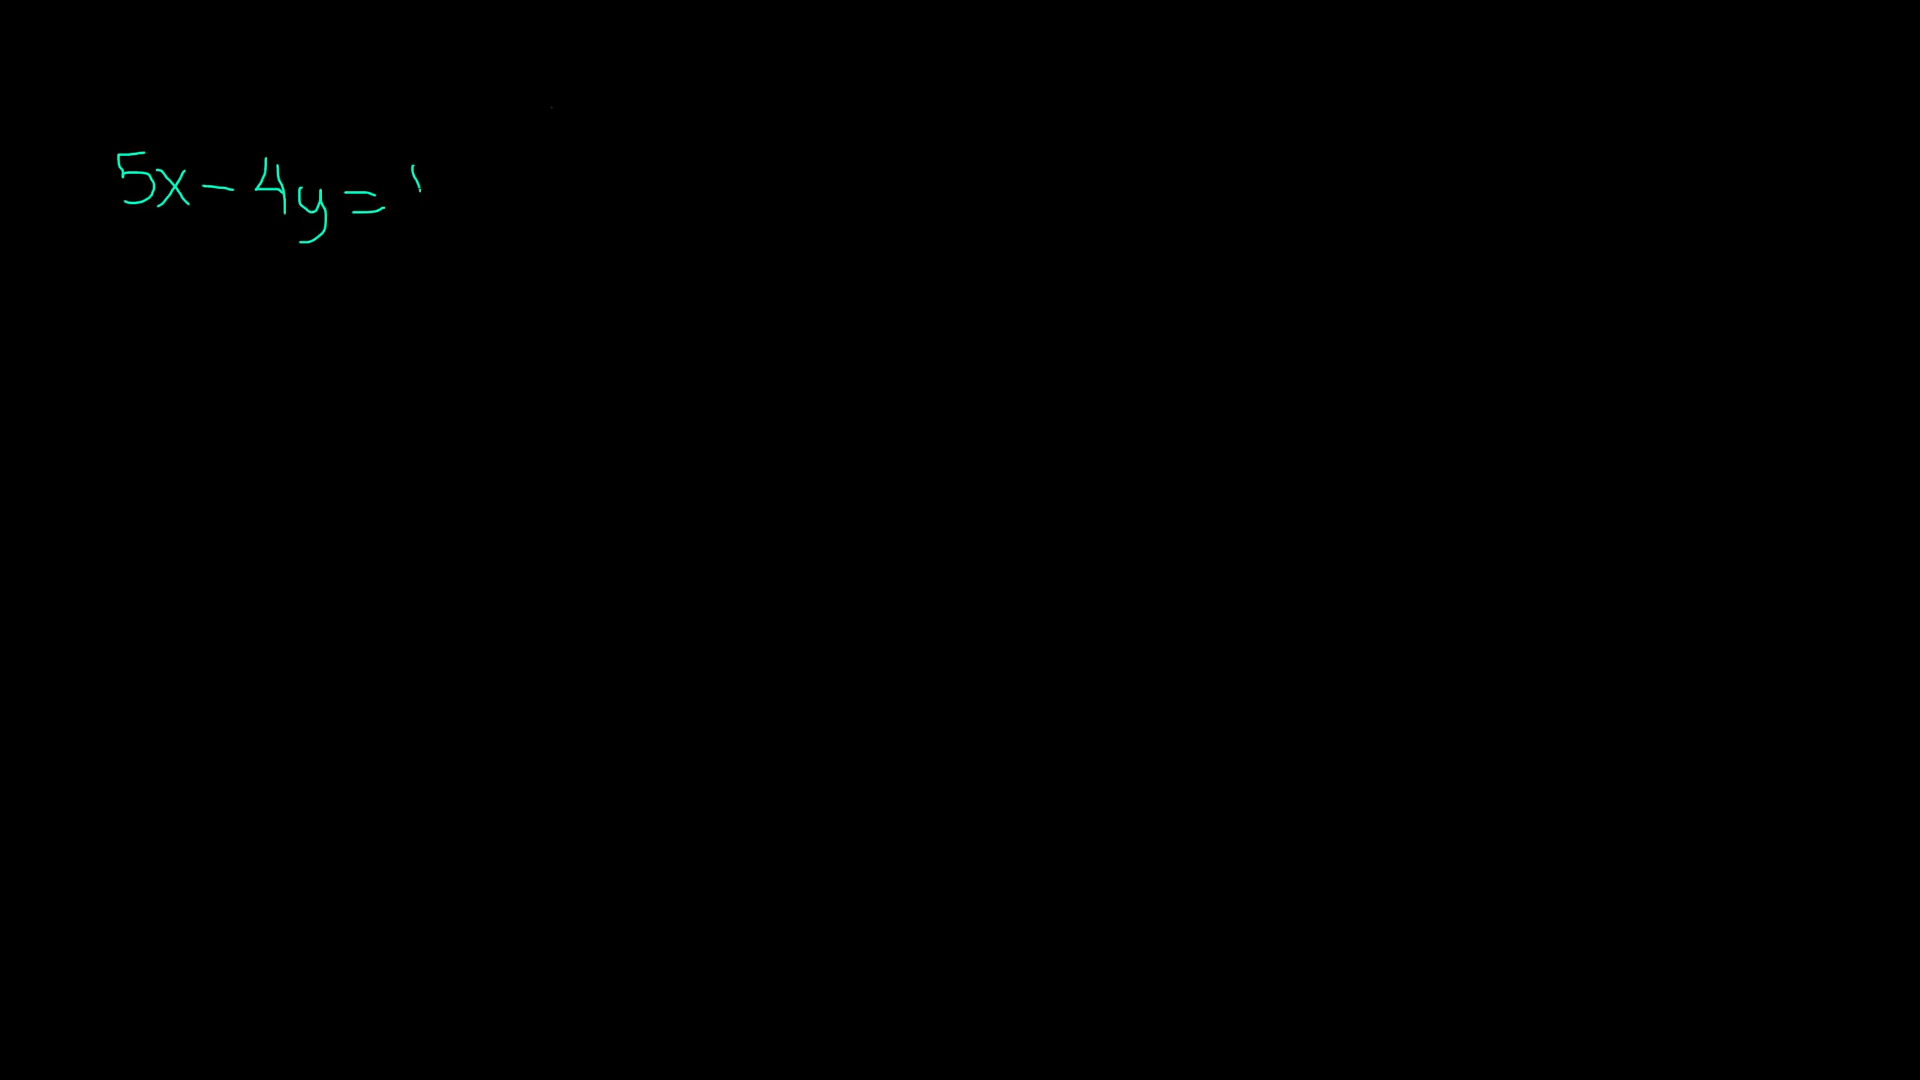 5x - 4y =